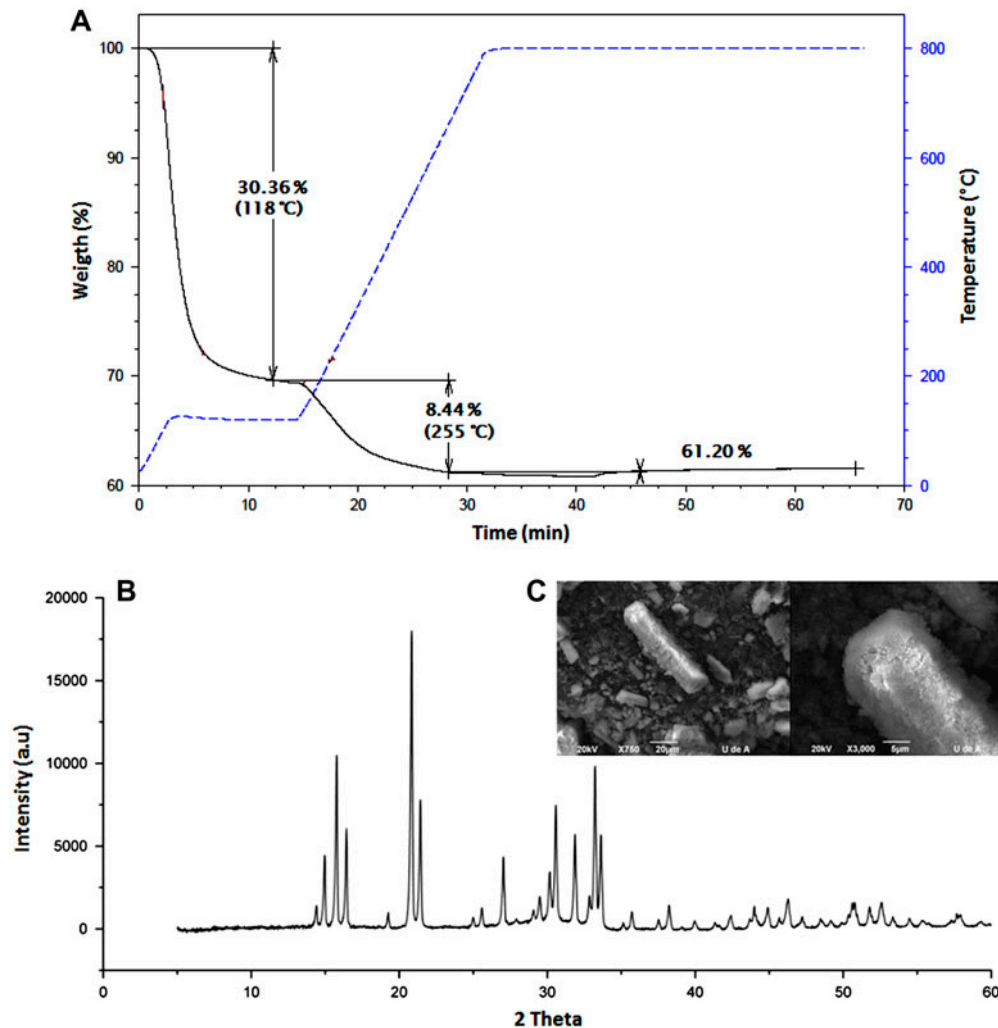 A
100
90
80
70
60
Weigth (%)
30.36 %
(118 °C)
8.44 %
(255 °C)
61.20 %
800
600
400
200
0
Temperature (°C)
0 10 20 30 40 50 60 70
Time (min)
B
C
20000
15000
10000
5000
0
Intensity (a.u)
20kV X750 20µm U de A
20kV X3,000 5µm U de A
0 10 20 30 40 50 60
2 Theta